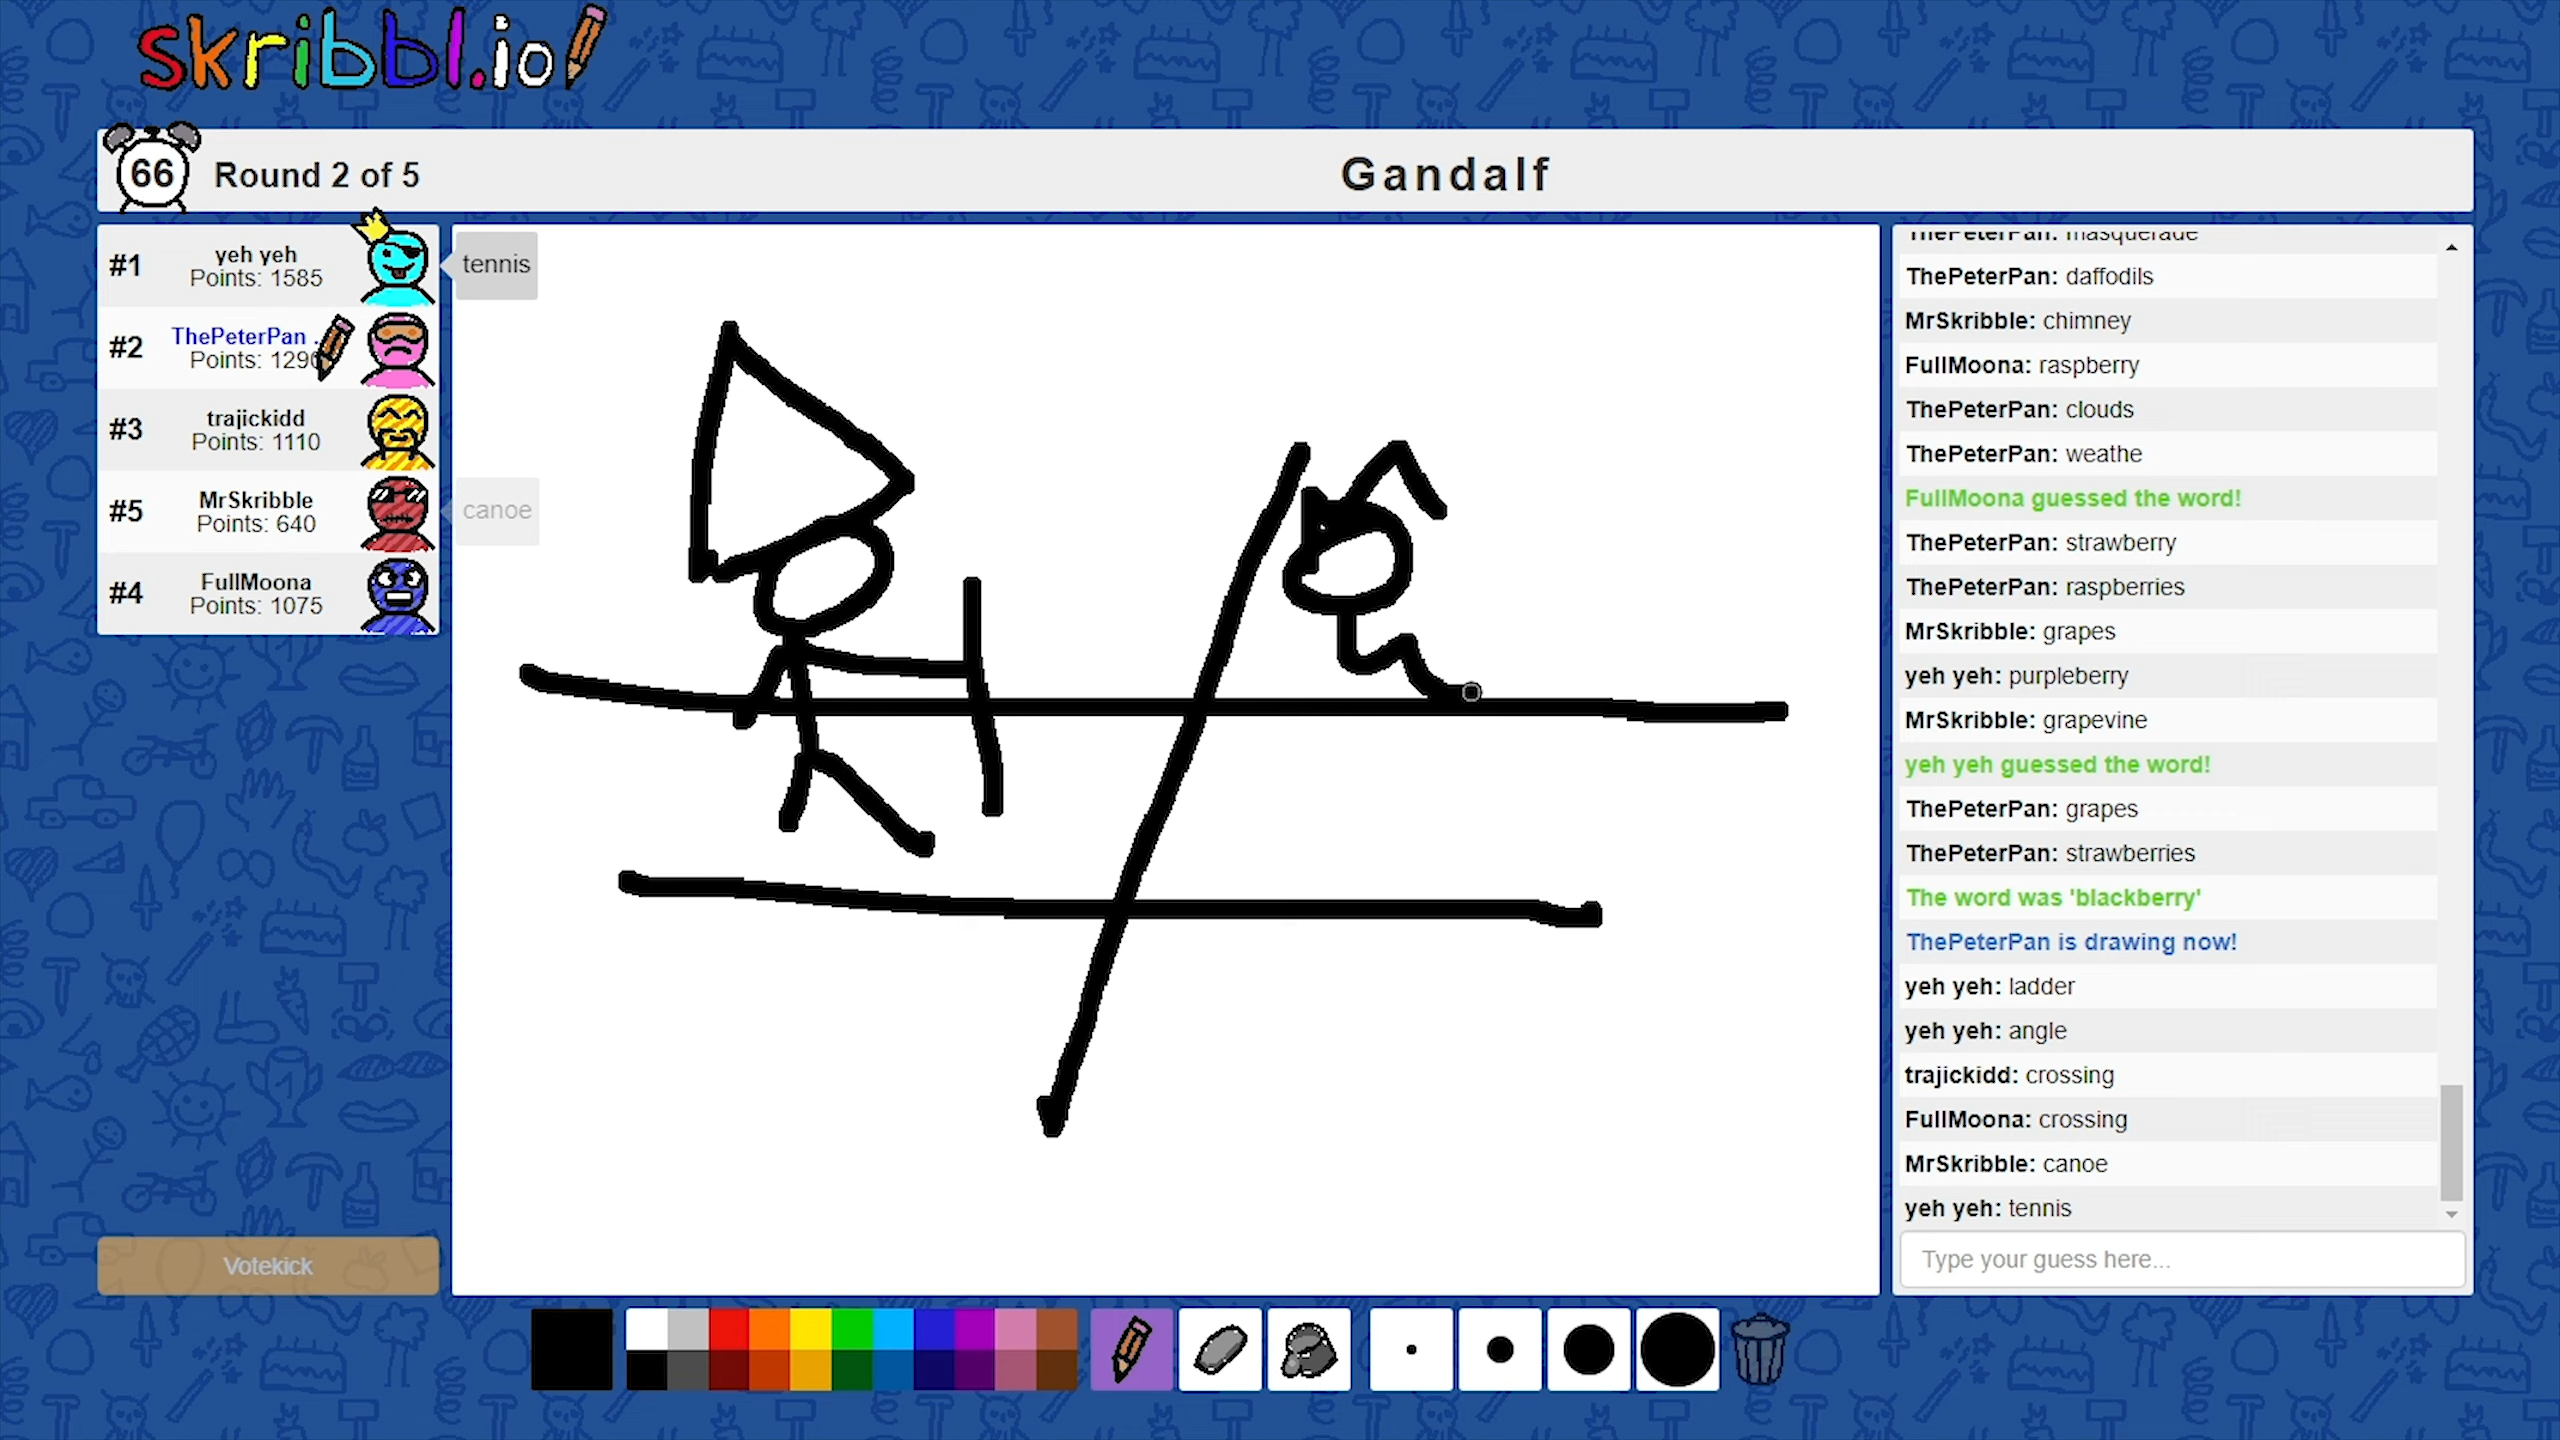 skribbl.io
66
Round 2 of 5
Gandalf
#1
yeh yeh
Points: 1585
tennis
#2
ThePeterPan .
Points: 1290
#3
trajickidd
Points: 1110
#5
MrSkribble
Points: 640
canoe
#4
FullMoona
Points: 1075
Votekick
ThePeterPan: masquerade
ThePeterPan: daffodils
MrSkribble: chimney
FullMoona: raspberry
ThePeterPan: clouds
ThePeterPan: weathe
FullMoona guessed the word!
ThePeterPan: strawberry
ThePeterPan: raspberries
MrSkribble: grapes
yeh yeh: purpleberry
MrSkribble: grapevine
yeh yeh guessed the word!
ThePeterPan: grapes
ThePeterPan: strawberries
The word was 'blackberry'
ThePeterPan is drawing now!
yeh yeh: ladder
yeh yeh: angle
trajickidd: crossing
FullMoona: crossing
MrSkribble: canoe
yeh yeh: tennis
Type your guess here...